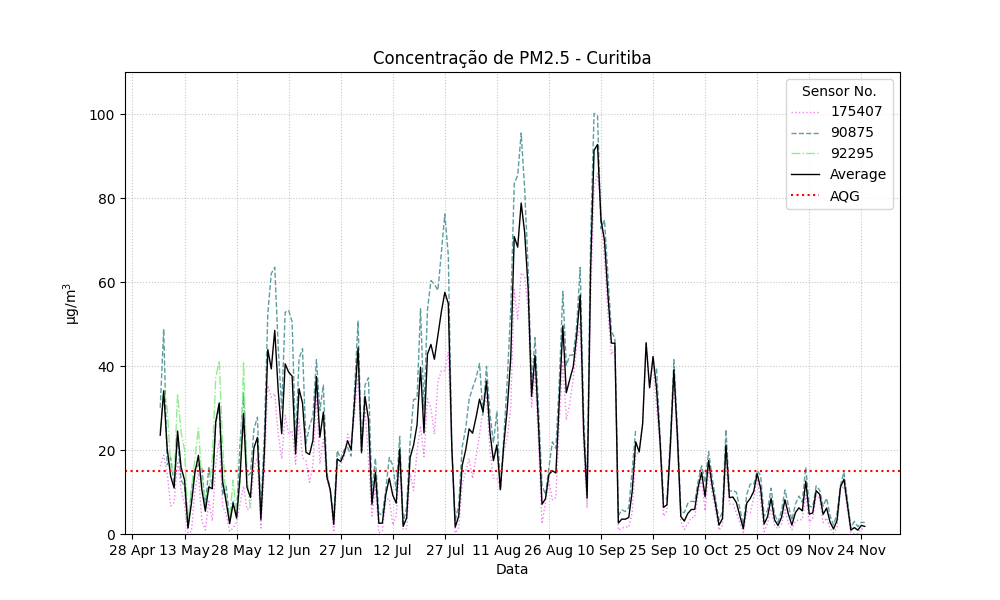 Concentração de PM2.5 - Curitiba
Sensor No.
175407
90875
92295
Average
AQG
100
80
60
40
20
0
µg/m³
28 Apr 13 May 28 May 12 Jun 27 Jun 12 Jul 27 Jul 11 Aug 26 Aug 10 Sep 25 Sep 10 Oct 25 Oct 09 Nov 24 Nov
Data